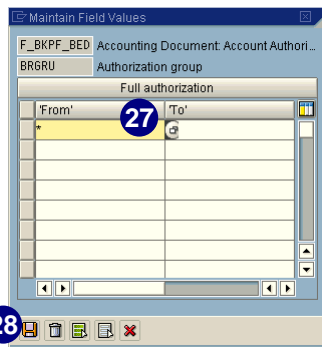 Maintain Field Values
F_BKPF_BED Accounting Document: Account Authori...
BRGRU Authorization group
Full authorization
'From' 'To'
27
*
28